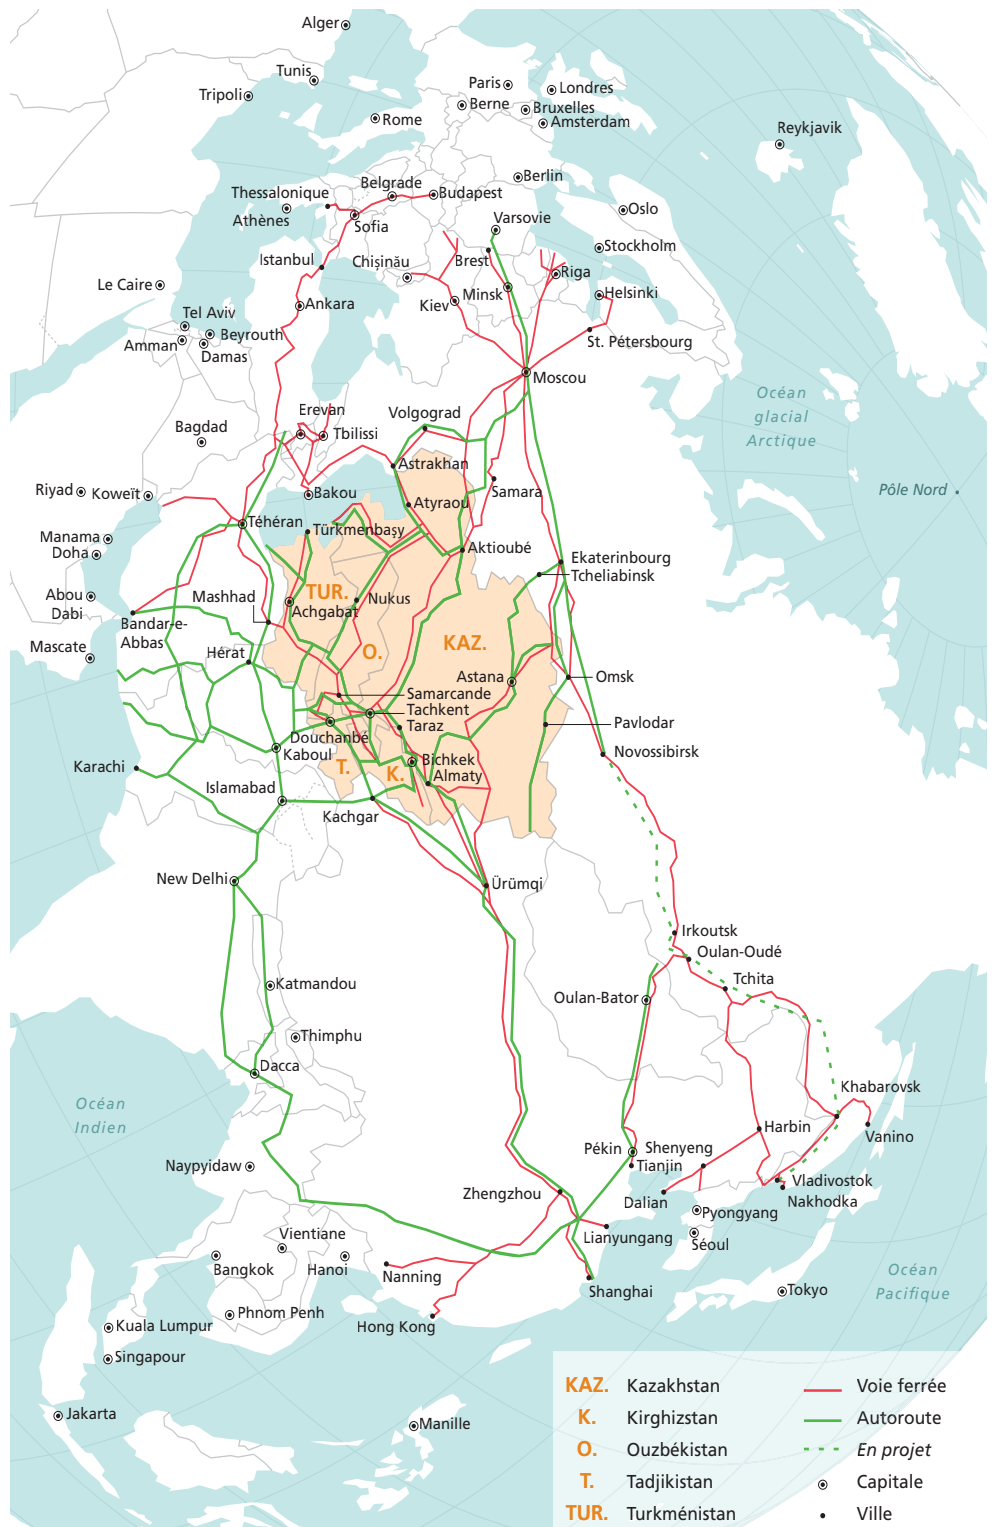 Alger
Tunis
Tripoli
Paris
Londres
Berne
Bruxelles
Amsterdam
Rome
Reykjavik
Berlin
Belgrade
Budapest
Thessalonique
Athènes
Sofia
Oslo
Varsovie
Stockholm
Istanbul
Chișinău
Brest
Riga
Le Caire
Ankara
Kiev
Minsk
Helsinki
Tel Aviv
Beyrouth
Amman
Damas
St. Pétersbourg
Moscou
Océan
glacial
Arctique
Erevan
Tbilissi
Volgograd
Bagdad
Astrakhan
Pôle Nord
Riyad
Koweït
Bakou
Atyraou
Samara
Téhéran
Türkmenbaşy
Manama
Doha
Aktioubé
Ekaterinbourg
Tcheliabinsk
Abou
Dabi
Mashhad
TUR.
Achgabat
Nukus
Bandar-e-
Abbas
Mascate
Hérat
O.
KAZ.
Astana
Omsk
Samarcande
Tachkent
Taraz
Pavlodar
Douchanbé
Kaboul
Novossibirsk
Karachi
T.
K.
Bichkek
Almaty
Islamabad
Kachgar
New Delhi
Ürümqi
Irkoutsk
Oulan-Oudé
Tchita
Katmandou
Oulan-Bator
Thimphu
Dacca
Océan
Indien
Khabarovsk
Harbin
Vanino
Naypyidaw
Pékin
Shenyeng
Tianjin
Vladivostok
Nakhodka
Zhengzhou
Dalian
Pyongyang
Lianyungang
Séoul
Vientiane
Bangkok
Hanoi
Nanning
Shanghai
Océan
Pacifique
Tokyo
Phnom Penh
Hong Kong
Kuala Lumpur
Singapour
Jakarta
Manille
KAZ. Kazakhstan
K. Kirghizstan
O. Ouzbékistan
T. Tadjikistan
TUR. Turkménistan
Voie ferrée
Autoroute
En projet
Capitale
Ville